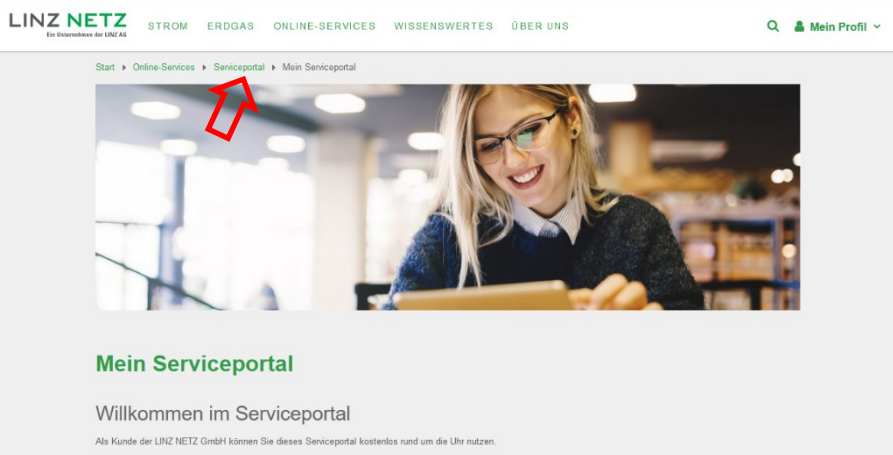 LINZ NETZ
Ein Unternehmen der LINZ AG
STROM ERDGAS ONLINE-SERVICES WISSENSWERTES ÜBER UNS
Mein Profil
Start Online-Services Serviceportal Mein Serviceportal
Mein Serviceportal
Willkommen im Serviceportal
Als Kunde der LINZ NETZ GmbH können Sie dieses Serviceportal kostenlos rund um die Uhr nutzen.